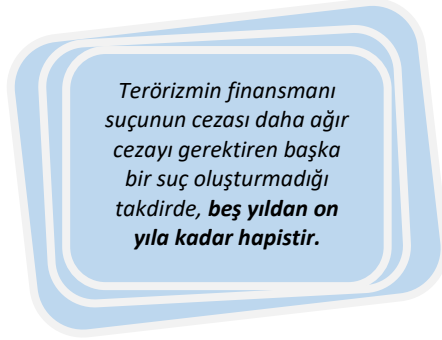 Terörizmin finansmanı
suçunun cezası daha ağır
cezayı gerektiren başka
bir suç oluşturmadığı
takdirde, beş yıldan on
yıla kadar hapistir.